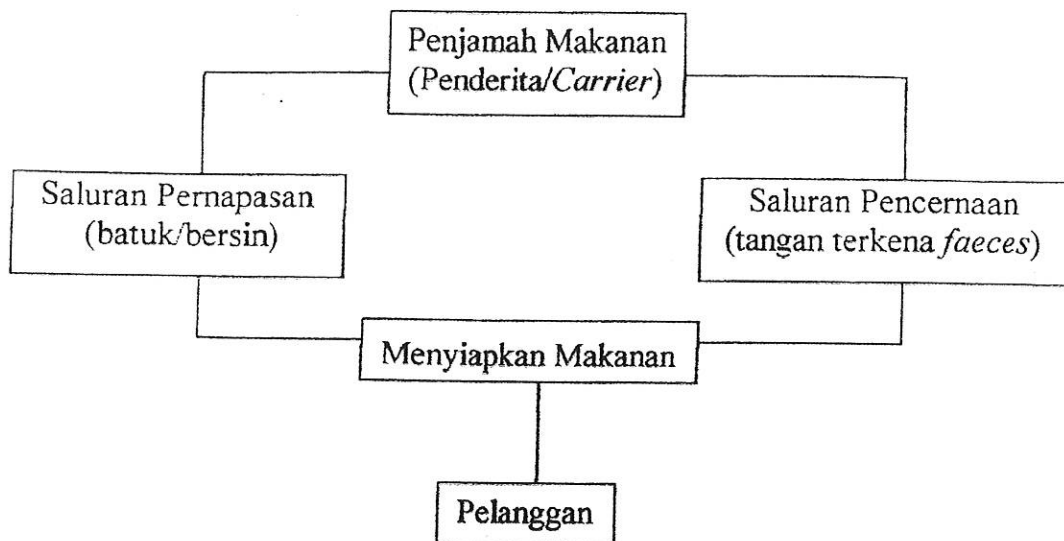 Penjamah Makanan
(Penderita/Carrier)
Saluran Pernapasan
(batuk/bersin)
Saluran Pencernaan
(tangan terkena faeces)
Menyiapkan Makanan
Pelanggan